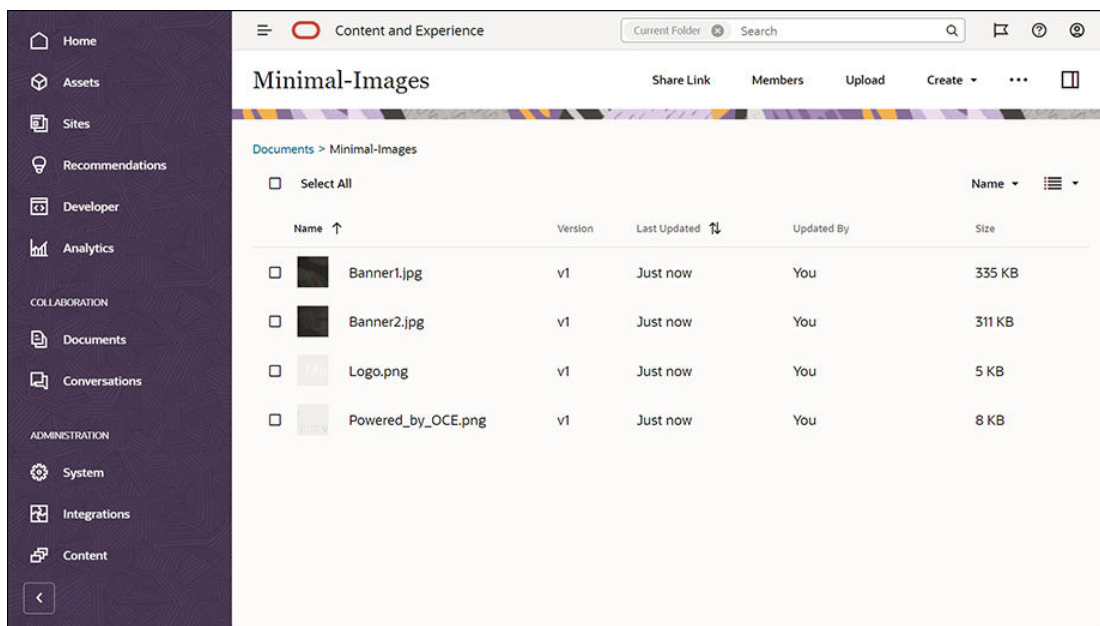 Home
Assets
Sites
Recommendations
Developer
Analytics
COLLABORATION
Documents
Conversations
ADMINISTRATION
System
Integrations
Content
Content and Experience
Current Folder Search
Minimal-Images
Share Link Members Upload Create
Documents > Minimal-Images
Select All Name
Name Version Last Updated Updated By Size
Banner1.jpg v1 Just now You 335 KB
Banner2.jpg v1 Just now You 311 KB
Logo.png v1 Just now You 5 KB
Powered_by_OCE.png v1 Just now You 8 KB